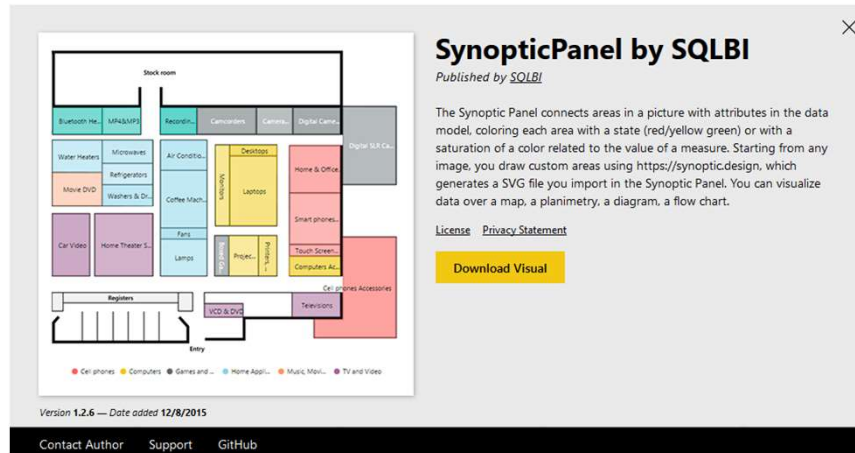 SynopticPanel by SQLBI
Published by SQLBI
The Synoptic Panel connects areas in a picture with attributes in the data
model, coloring each area with a state (red/yellow green) or with a
saturation of a color related to the value of a measure. Starting from any
image, you draw custom areas using https://synoptic.design, which
generates a SVG file you import in the Synoptic Panel. You can visualize
data over a map, a planimetry, a diagram, a flow chart.
License Privacy Statement
Download Visual
Stock room
Bluetooth He... MP4&MP3 Recordin... Camcorders Camera... Digital Came...
Digital SLR Ca...
Water Heaters Microwaves Air Conditio... Desktops
Refrigerators Monitors Laptops Home & Office...
Movie DVD Washers & Dr... Coffee Mach...
Smart phones...
Car Video Home Theater S... Fans
Lamps Boxed Ga... Projec... Printers, ... Touch Screen...
Computers Ac...
Cell phones Accessories
Registers
VCD & DVD Televisions
Entry
Cell phones Computers Games and ... Home Appli... Music, Movi... TV and Video
Version 1.2.6 — Date added 12/8/2015
Contact Author Support GitHub